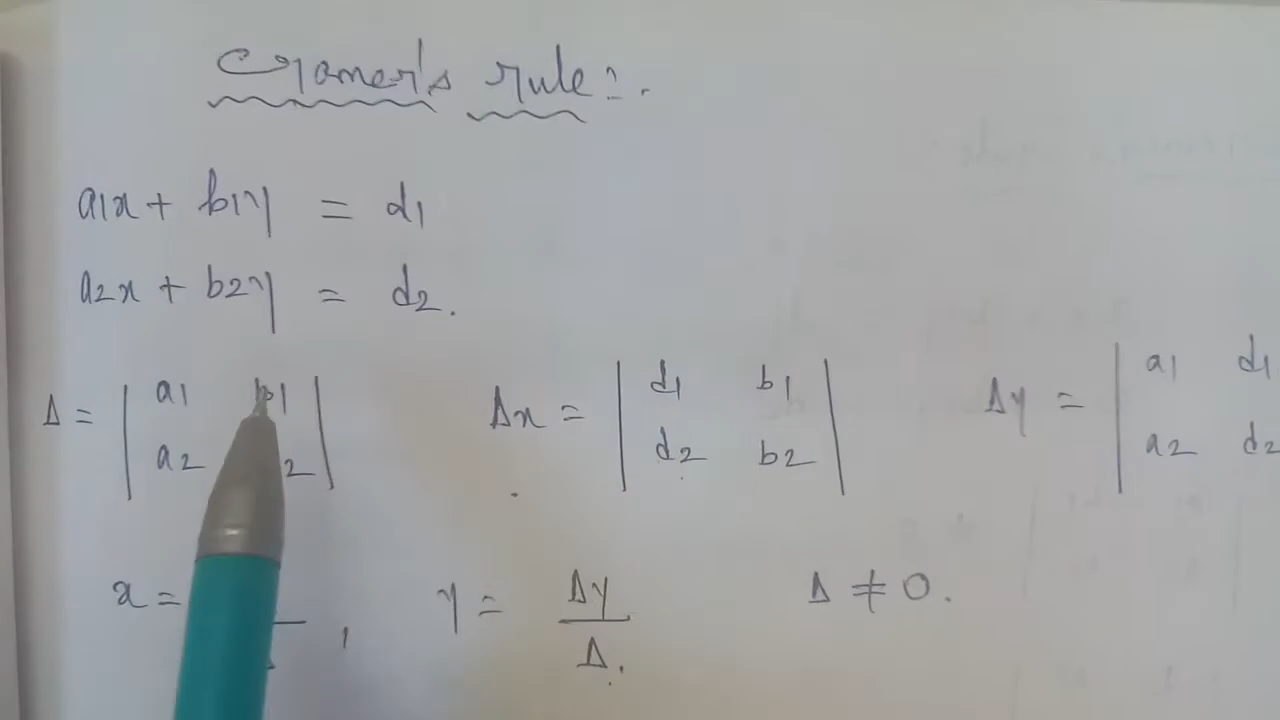 Cramer's rule:.
a1x + b1y = d1
a2x + b2y = d2.
Δ = | a1 b1 | Δx = | d1 b1 | Δy = | a1 d1
| a2 2 | | d2 b2 | | a2 d2
x = , y = Δy / Δ. Δ ≠ 0.